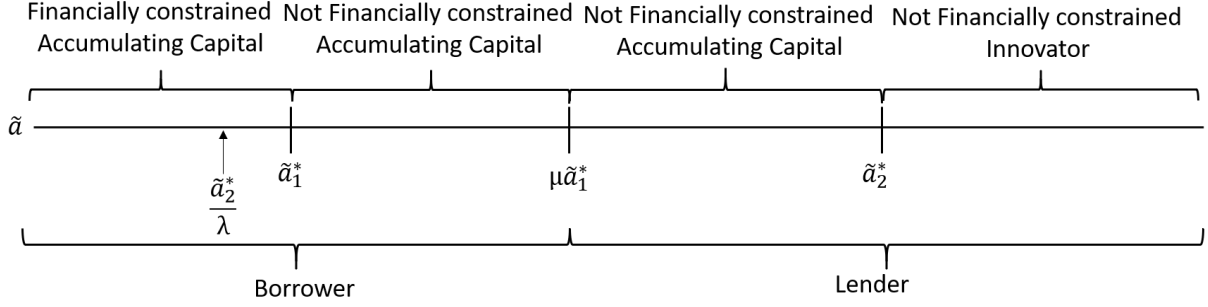 Financially constrained
Accumulating Capital
Not Financially constrained
Accumulating Capital
Not Financially constrained
Accumulating Capital
Not Financially constrained
Innovator
ã
ã₁*
μã₁*
ã₂*
ã₂*/λ
Borrower
Lender